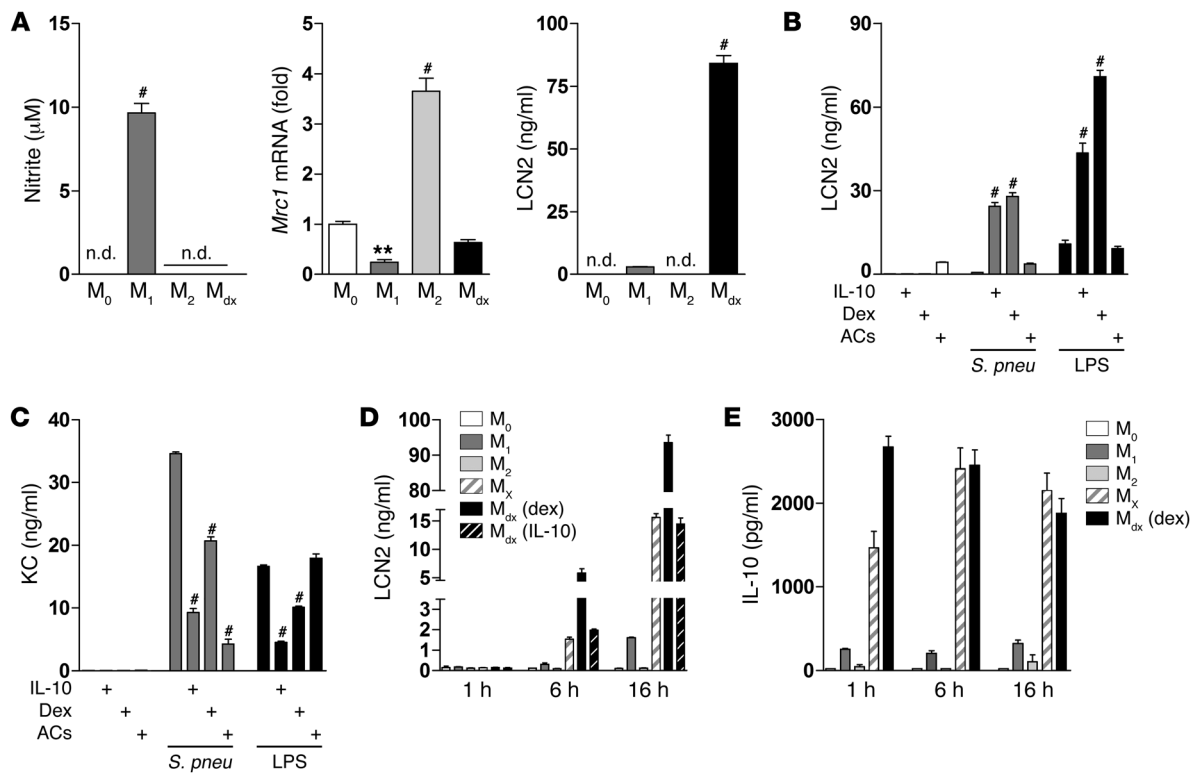 A
15
10
5
0
Nitrite (μM)
n.d.
#
n.d.
M0 M1 M2 Mdx
5
4
3
2
1
0
Mrc1 mRNA (fold)
**
#
M0 M1 M2 Mdx
100
75
50
25
0
LCN2 (ng/ml)
n.d.
n.d.
#
M0 M1 M2 Mdx
B
90
60
30
0
LCN2 (ng/ml)
# # # #
IL-10 + + +
Dex + + +
ACs + + +
S. pneu LPS
C
40
30
20
10
0
KC (ng/ml)
# # # # #
IL-10 + + +
Dex + + +
ACs + + +
S. pneu LPS
D
100
90
80
15
10
5
3
2
1
0
LCN2 (ng/ml)
M0
M1
M2
MX
Mdx (dex)
Mdx (IL-10)
1 h 6 h 16 h
E
3000
2000
1000
0
IL-10 (pg/ml)
1 h 6 h 16 h
M0
M1
M2
MX
Mdx (dex)